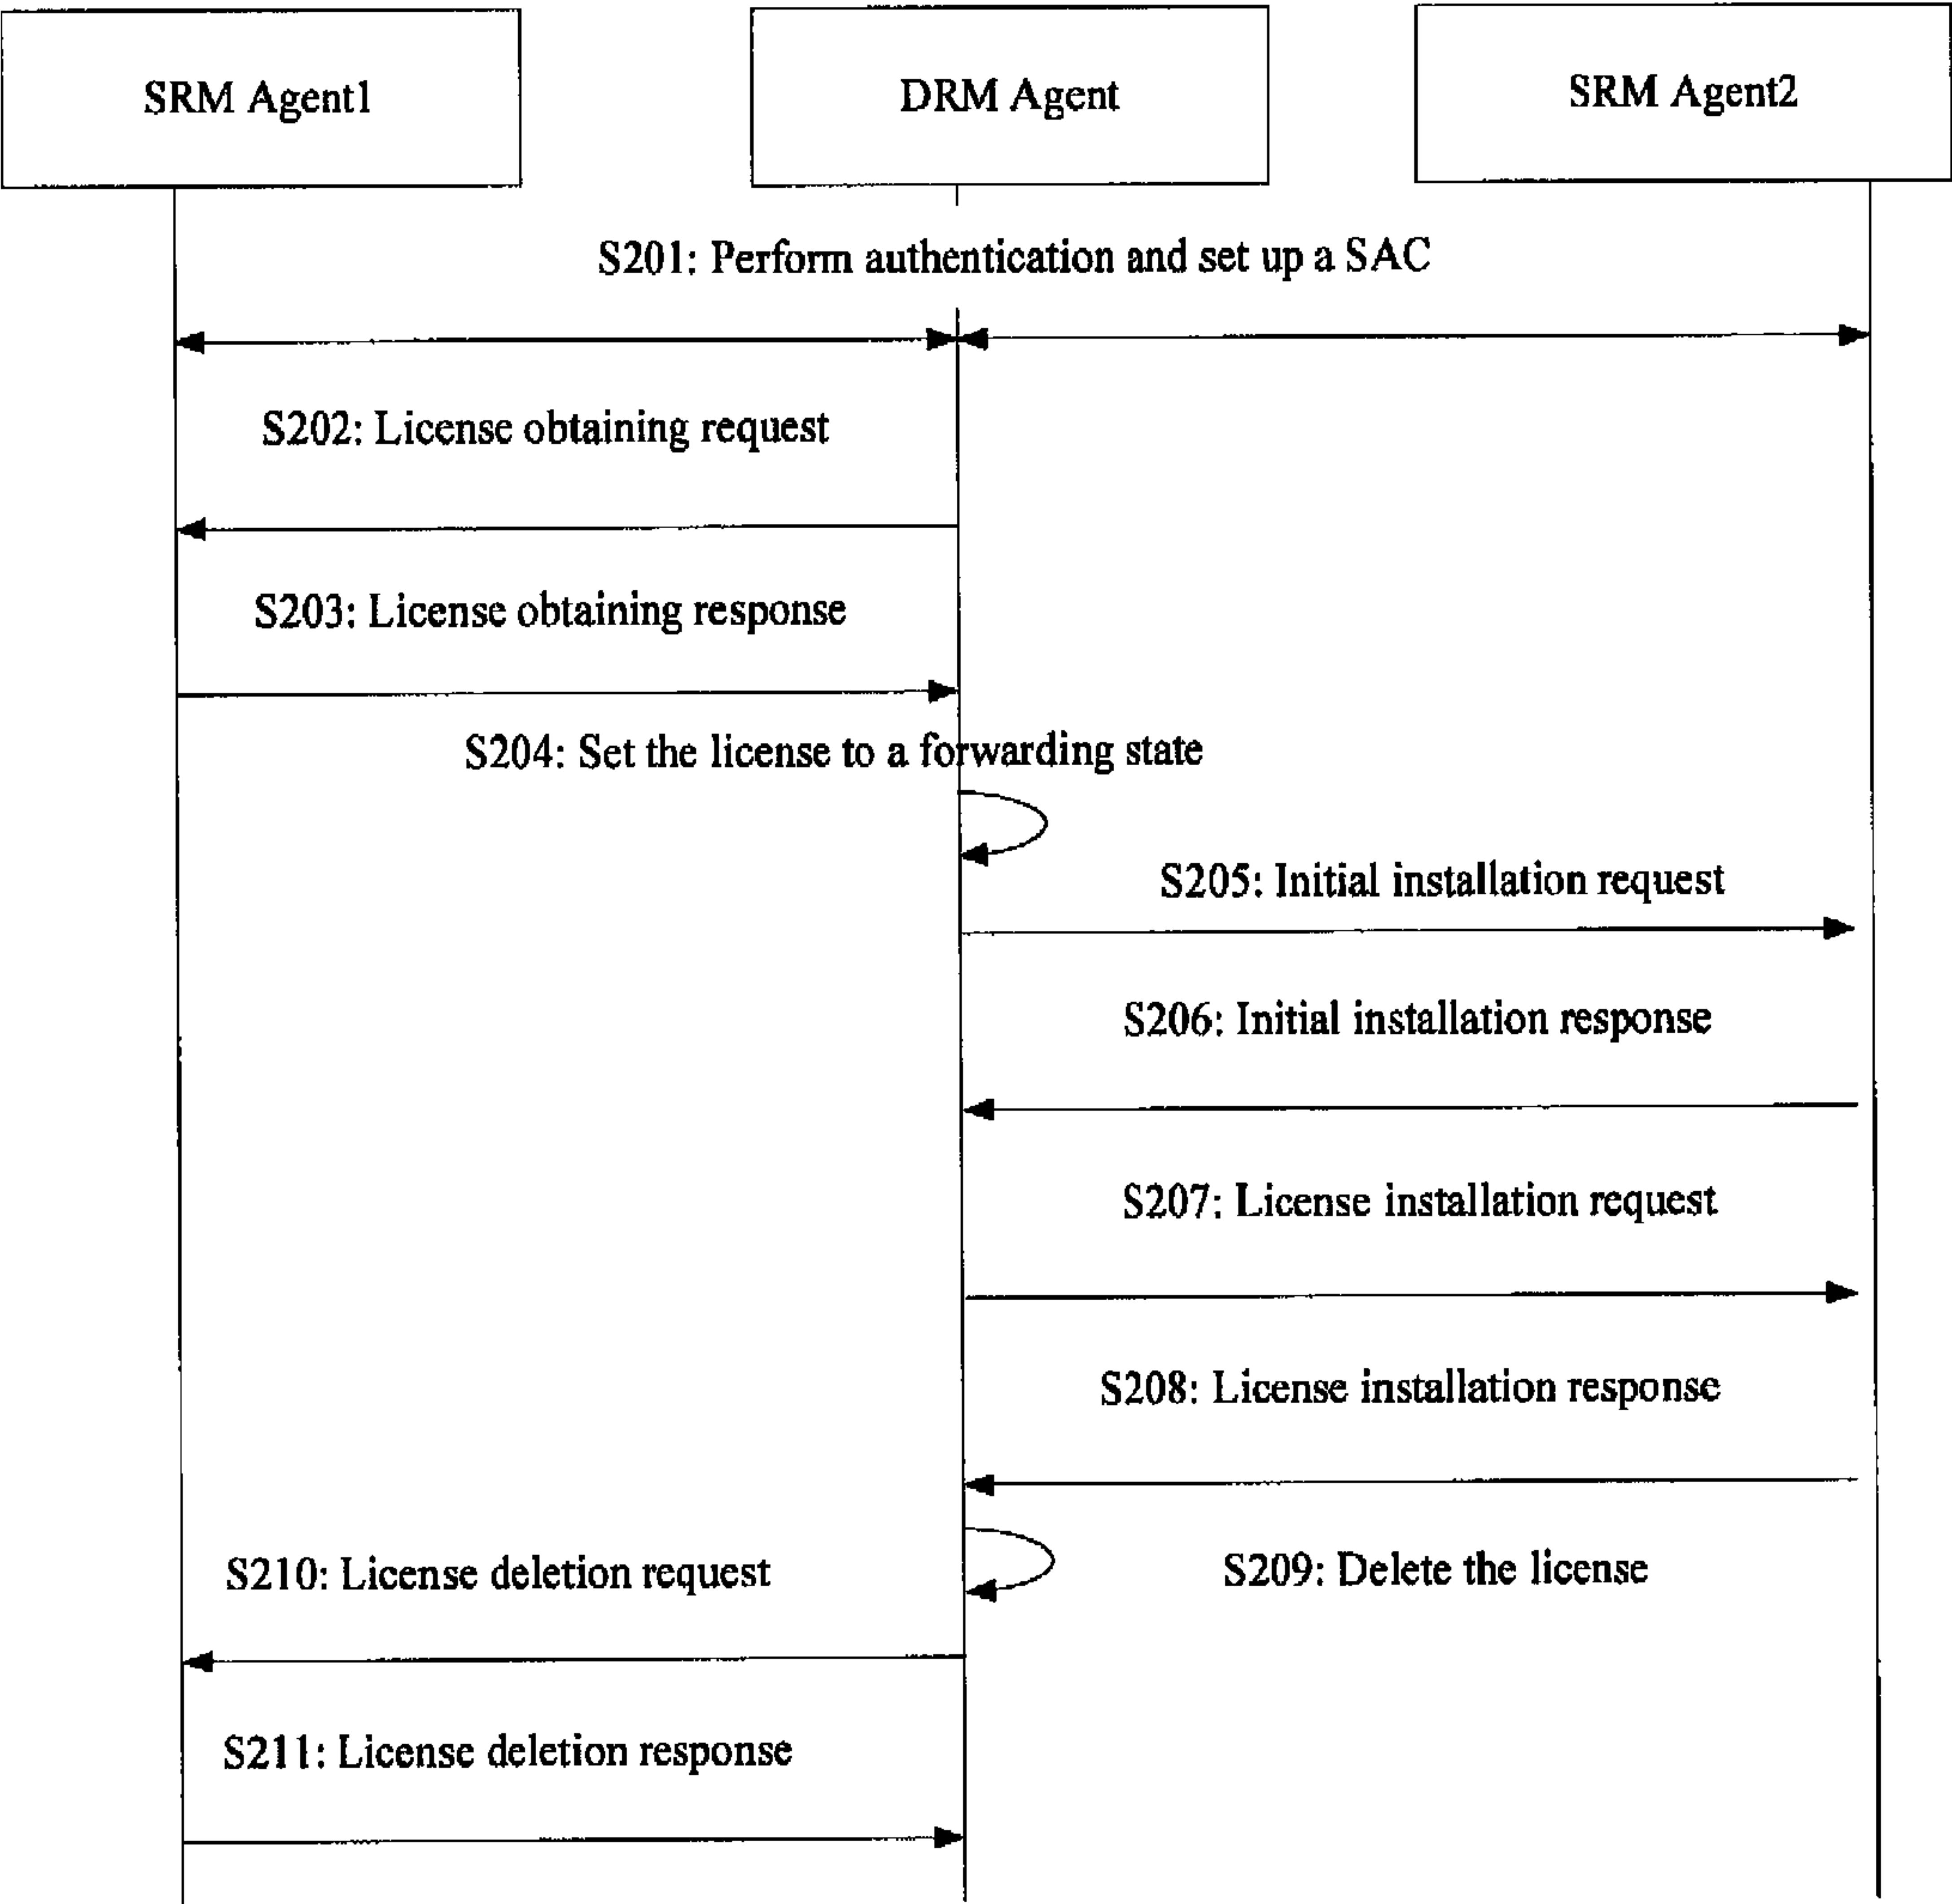 SRM Agent1
DRM Agent
SRM Agent2
S201: Perform authentication and set up a SAC
S202: License obtaining request
S203: License obtaining response
S204: Set the license to a forwarding state
S205: Initial installation request
S206: Initial installation response
S207: License installation request
S208: License installation response
S209: Delete the license
S210: License deletion request
S211: License deletion response